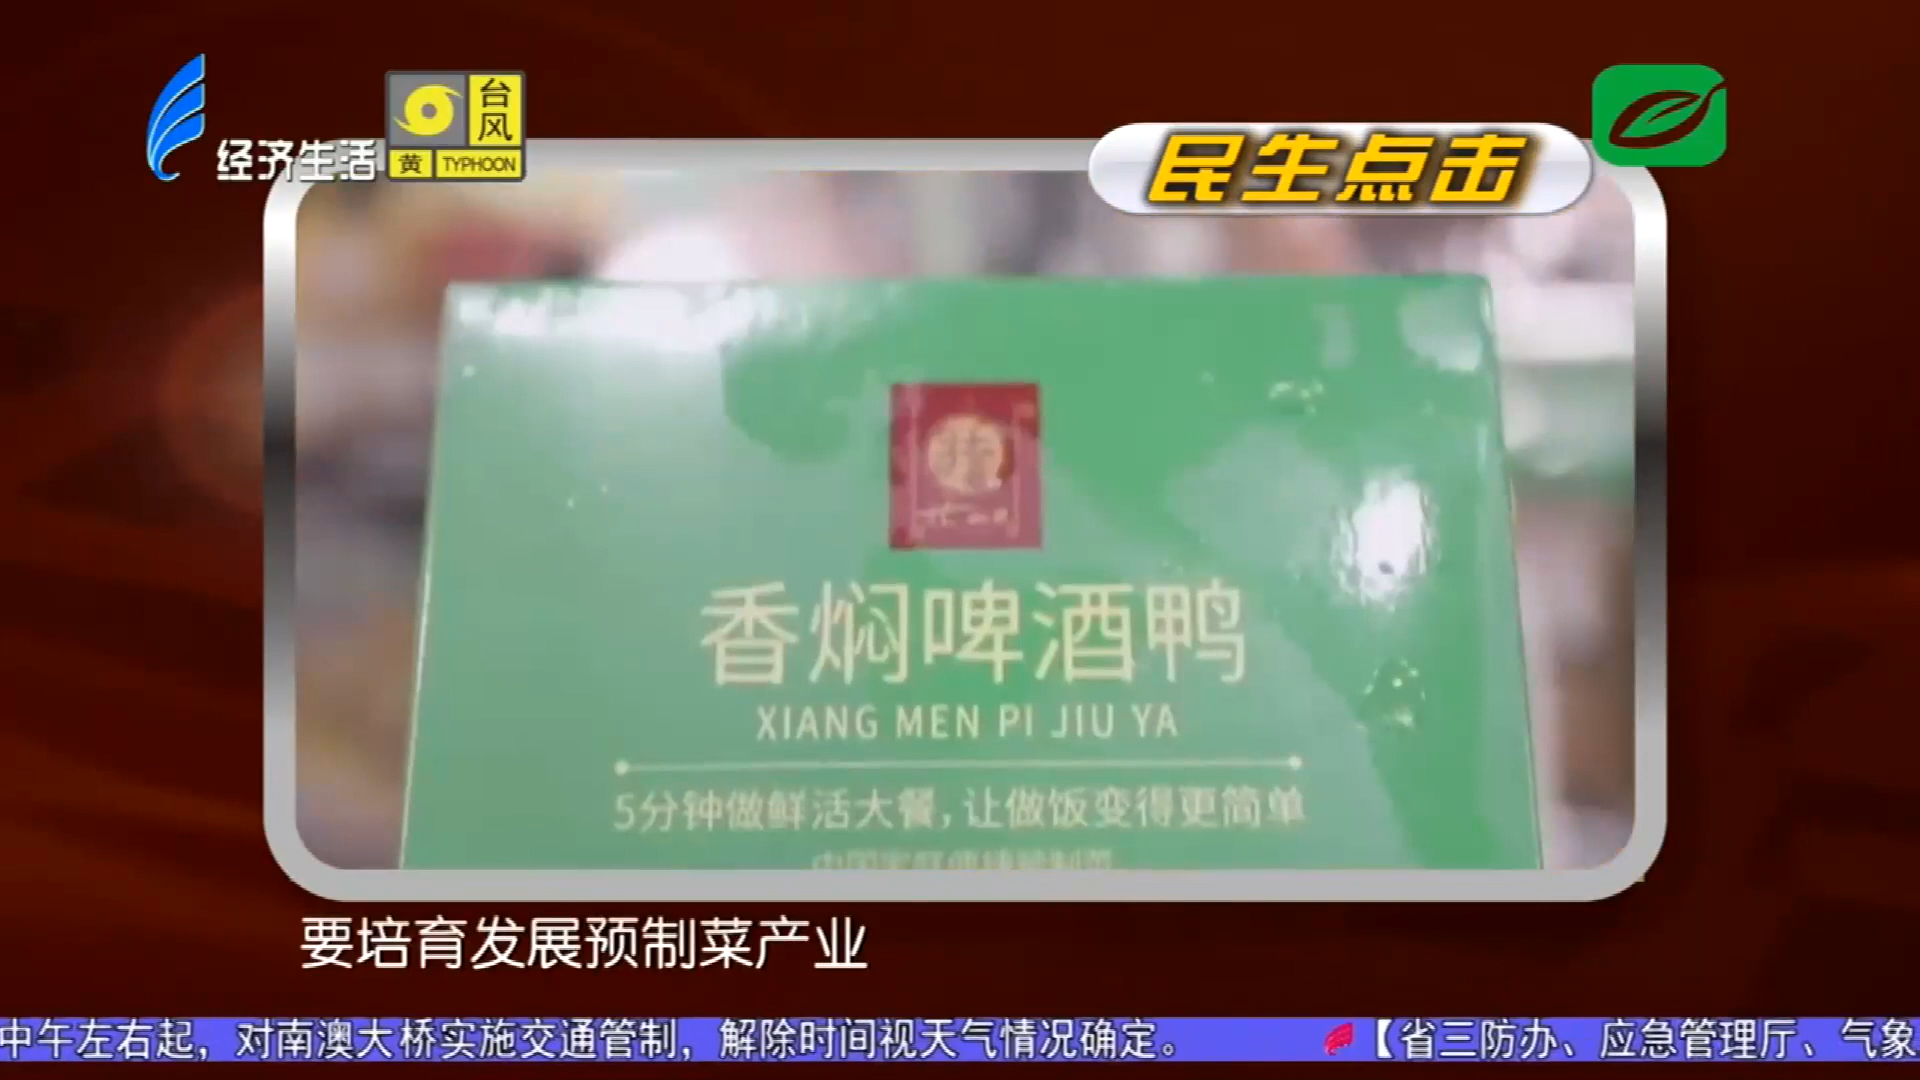 经济生活
台风
黄 TYPHOON
民生点击
香焖啤酒鸭
XIANG MEN PI JIU YA
5分钟做鲜活大餐，让做饭变得更简单
要培育发展预制菜产业
中午左右起，对南澳大桥实施交通管制，解除时间视天气情况确定。
【省三防办、应急管理厅、气象